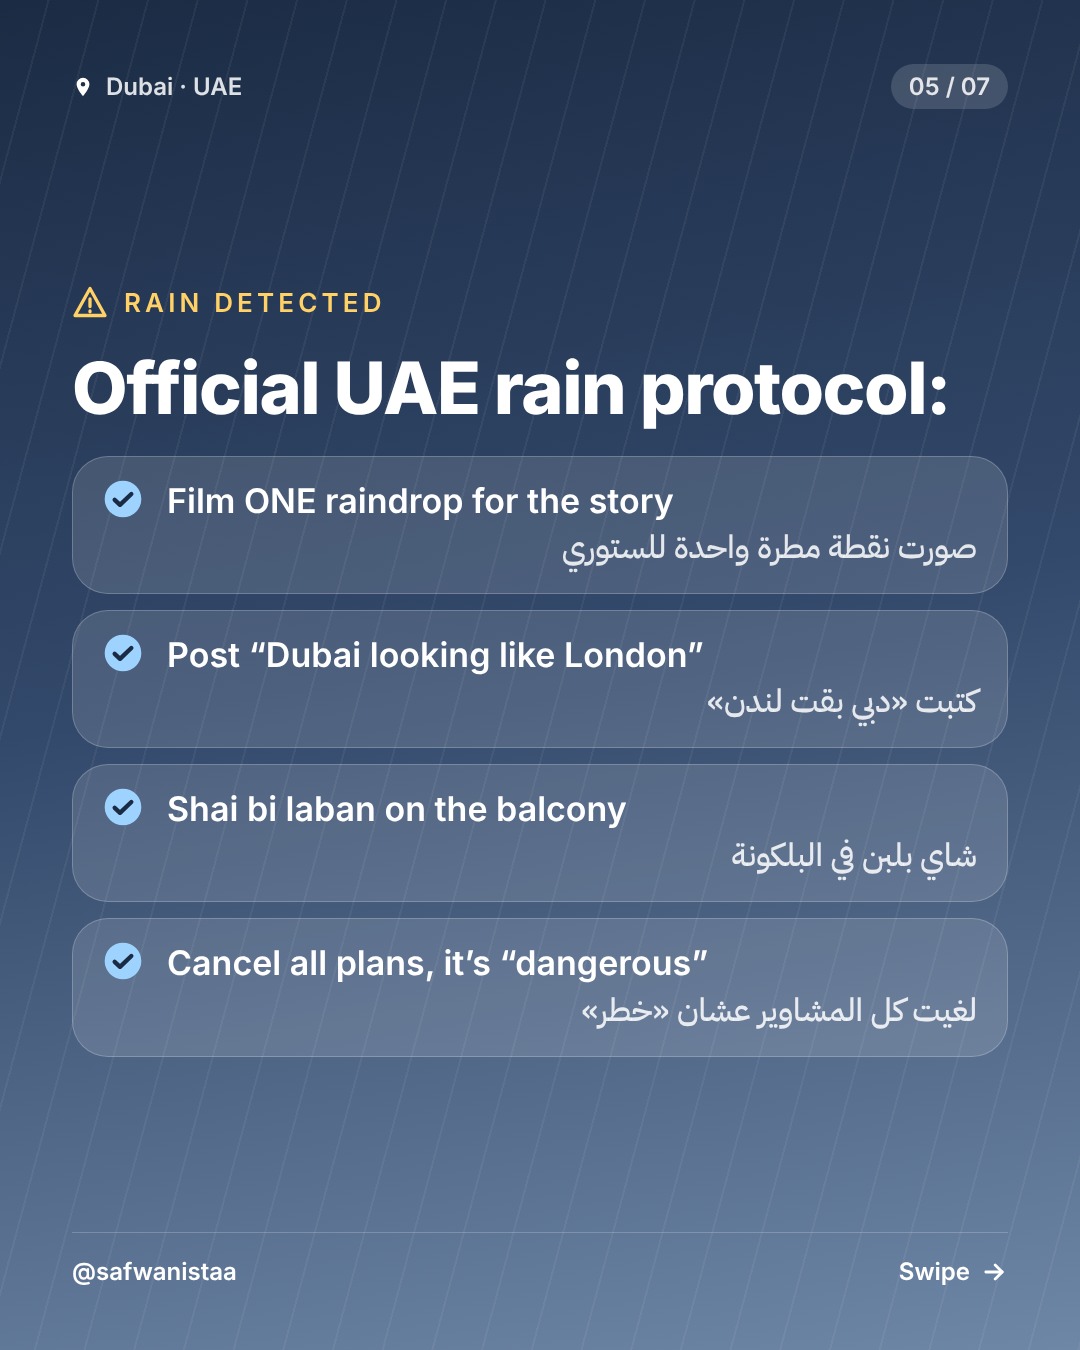 Dubai · UAE
05 / 07
RAIN DETECTED
Official UAE rain protocol:
Film ONE raindrop for the story
صورت نقطة مطرة واحدة للستوري
Post “Dubai looking like London”
كتبت «دبي بقت لندن»
Shai bi laban on the balcony
شاي بلبن في البلكونة
Cancel all plans, it’s “dangerous”
لغيت كل المشاوير عشان «خطر»
@safwanistaa
Swipe →